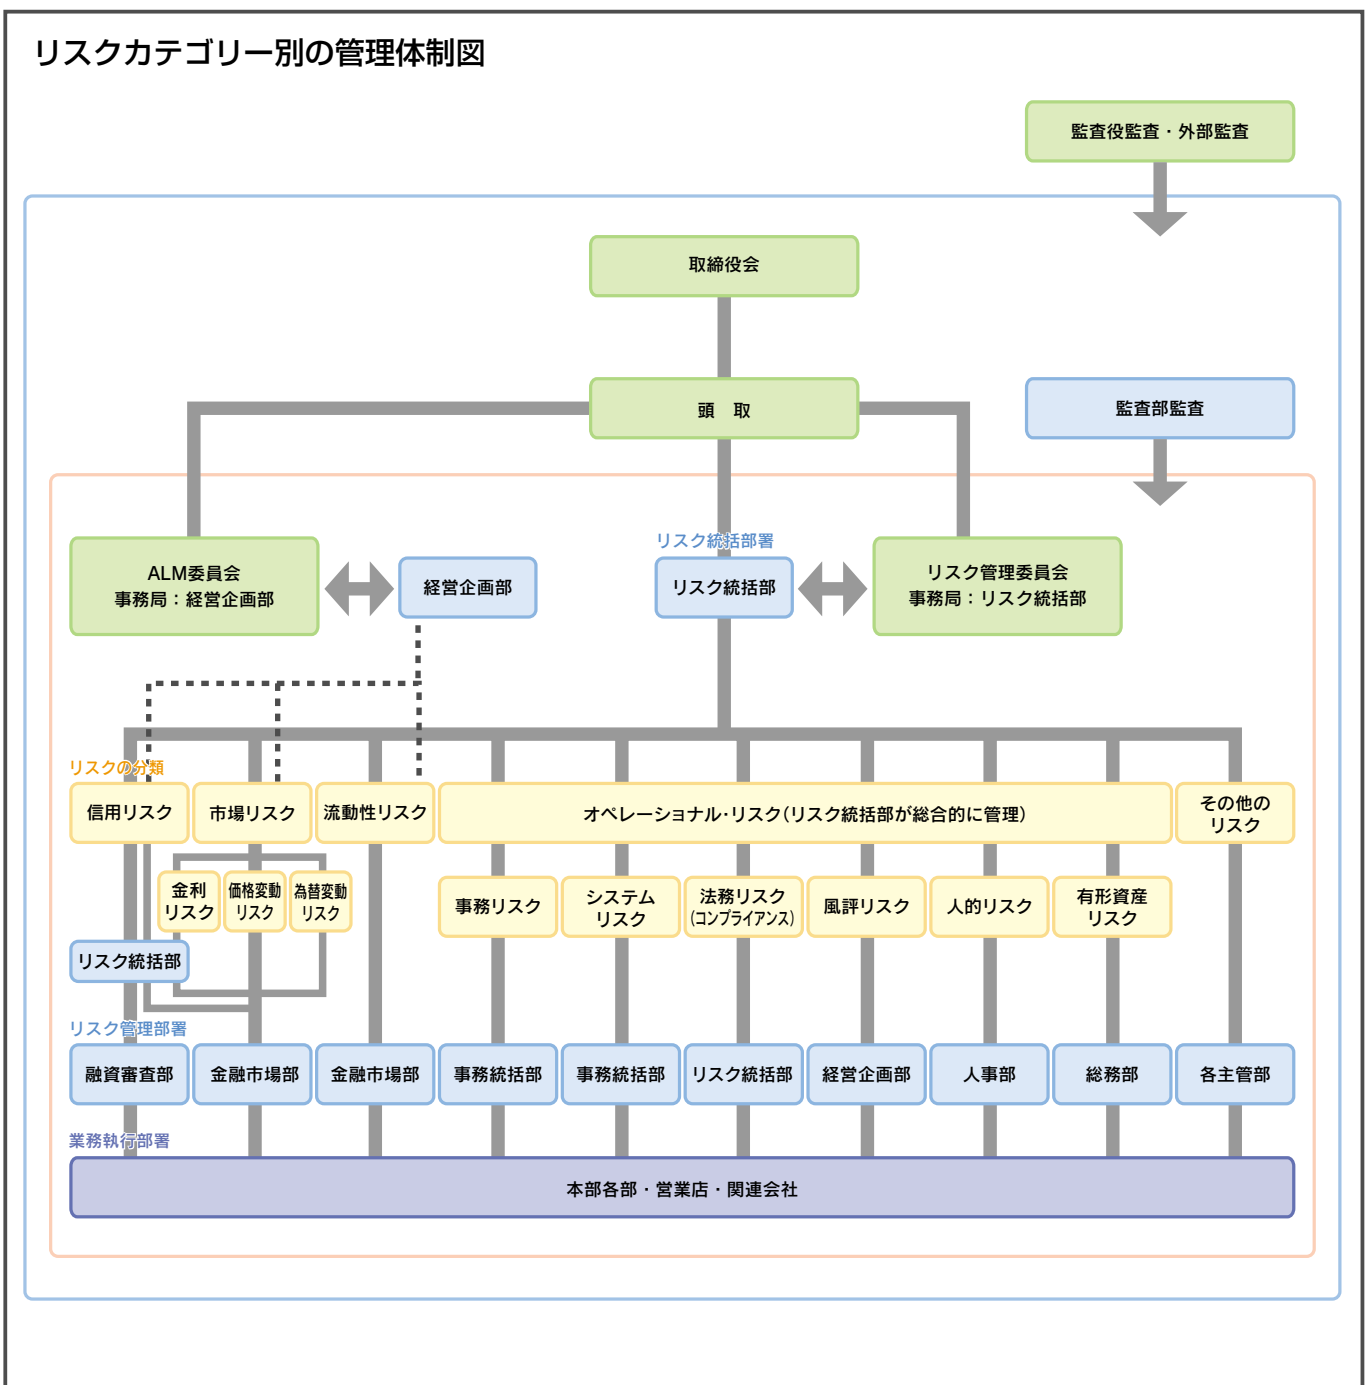 リスクカテゴリー別の管理体制図
監査役監査・外部監査
取締役会
頭　取
監査部監査
リスク統括部署
ALM委員会
事務局：経営企画部
経営企画部
リスク統括部
リスク管理委員会
事務局：リスク統括部
リスクの分類
信用リスク
市場リスク
流動性リスク
オペレーショナル・リスク(リスク統括部が総合的に管理)
その他の
リスク
金利
リスク
価格変動
リスク
為替変動
リスク
事務リスク
システム
リスク
法務リスク
(コンプライアンス)
風評リスク
人的リスク
有形資産
リスク
リスク統括部
リスク管理部署
融資審査部
金融市場部
金融市場部
事務統括部
事務統括部
リスク統括部
経営企画部
人事部
総務部
各主管部
業務執行部署
本部各部・営業店・関連会社